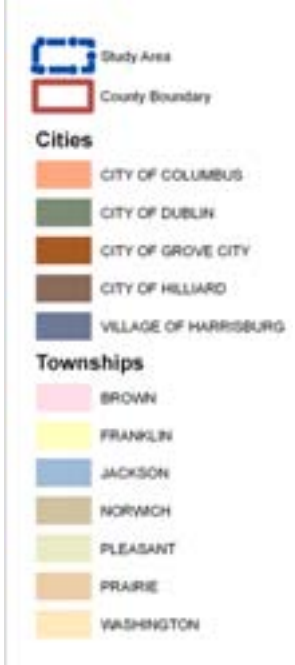 Study Area
County Boundary
Cities
CITY OF COLUMBUS
CITY OF DUBLIN
CITY OF GROVE CITY
CITY OF HILLIARD
VILLAGE OF HARRISBURG
Townships
BROWN
FRANKLIN
JACKSON
NORWICH
PLEASANT
PRAIRIE
WASHINGTON